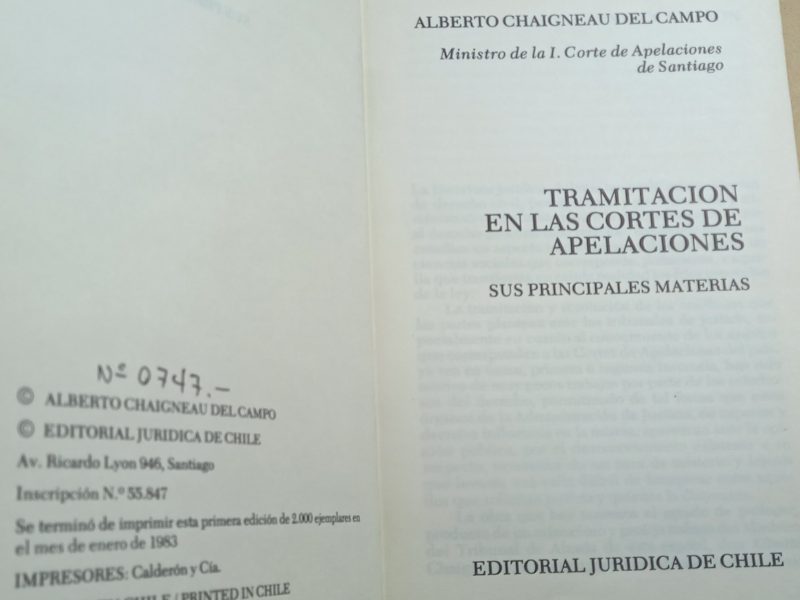 Nº 0747.-
© ALBERTO CHAIGNEAU DEL CAMPO
© EDITORIAL JURIDICA DE CHILE
Av. Ricardo Lyon 946, Santiago
Inscripción N.º 55.847
Se terminó de imprimir esta primera edición de 2.000 ejemplares en
el mes de enero de 1983
IMPRESORES: Calderón y Cía.
/ PRINTED IN CHILE
ALBERTO CHAIGNEAU DEL CAMPO
Ministro de la I. Corte de Apelaciones
de Santiago
TRAMITACION
EN LAS CORTES DE
APELACIONES
SUS PRINCIPALES MATERIAS
EDITORIAL JURIDICA DE CHILE